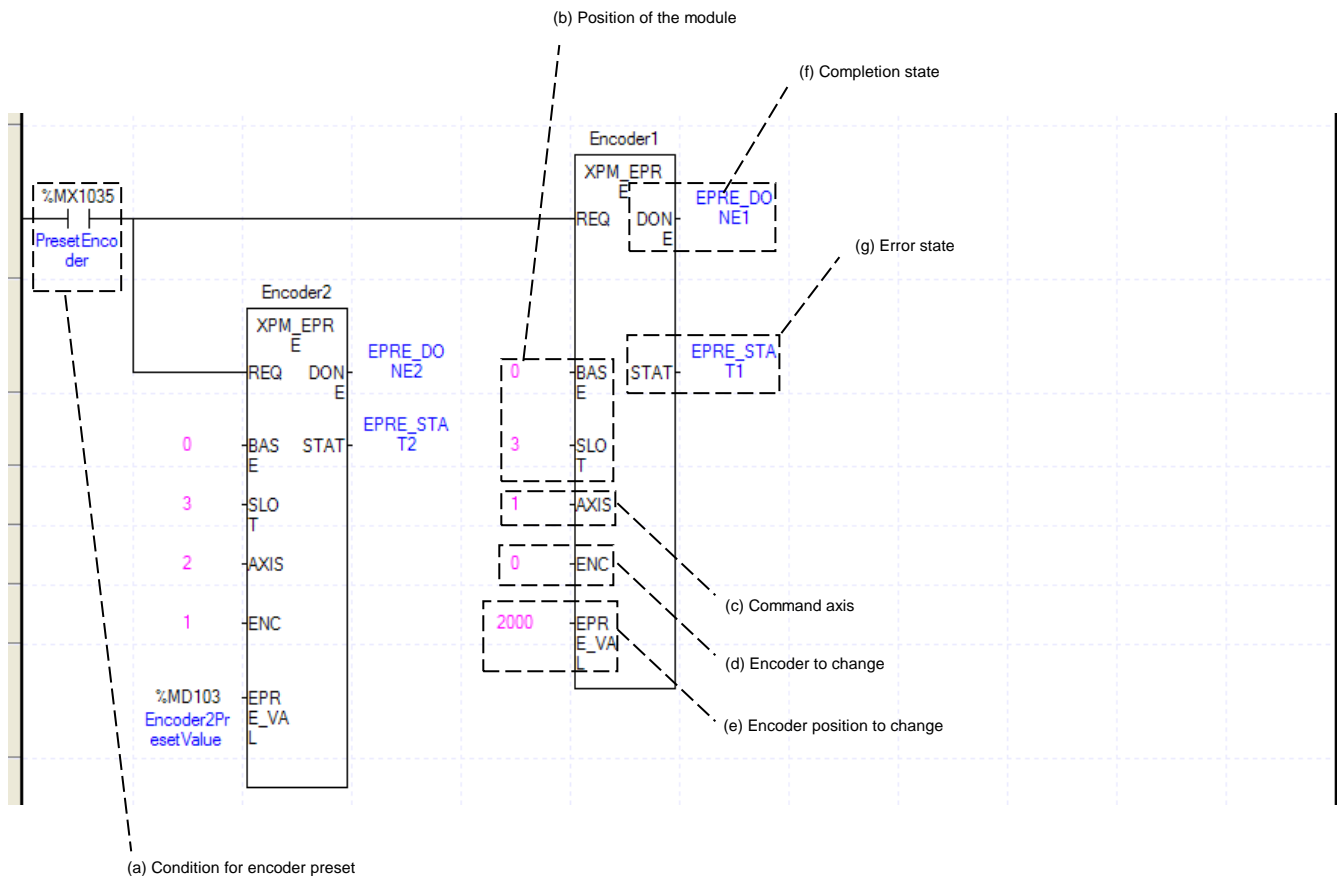 (b) Position of the module
(f) Completion state
Encoder1
XPM_EPR
E
%MX1035
EPRE_DO
NE1
REQ
DON
E
PresetEnco
der
(g) Error state
Encoder2
XPM_EPR
E
EPRE_DO
NE2
EPRE_STA
T1
REQ
DON
E
0
BAS
E
STAT
EPRE_STA
T2
0
BAS
E
STAT
3
SLO
T
3
SLO
T
1
AXIS
2
AXIS
0
ENC
(c) Command axis
1
ENC
2000
EPR
E_VA
L
(d) Encoder to change
%MD103
Encoder2Pr
esetValue
EPR
E_VA
L
(e) Encoder position to change
(a) Condition for encoder preset